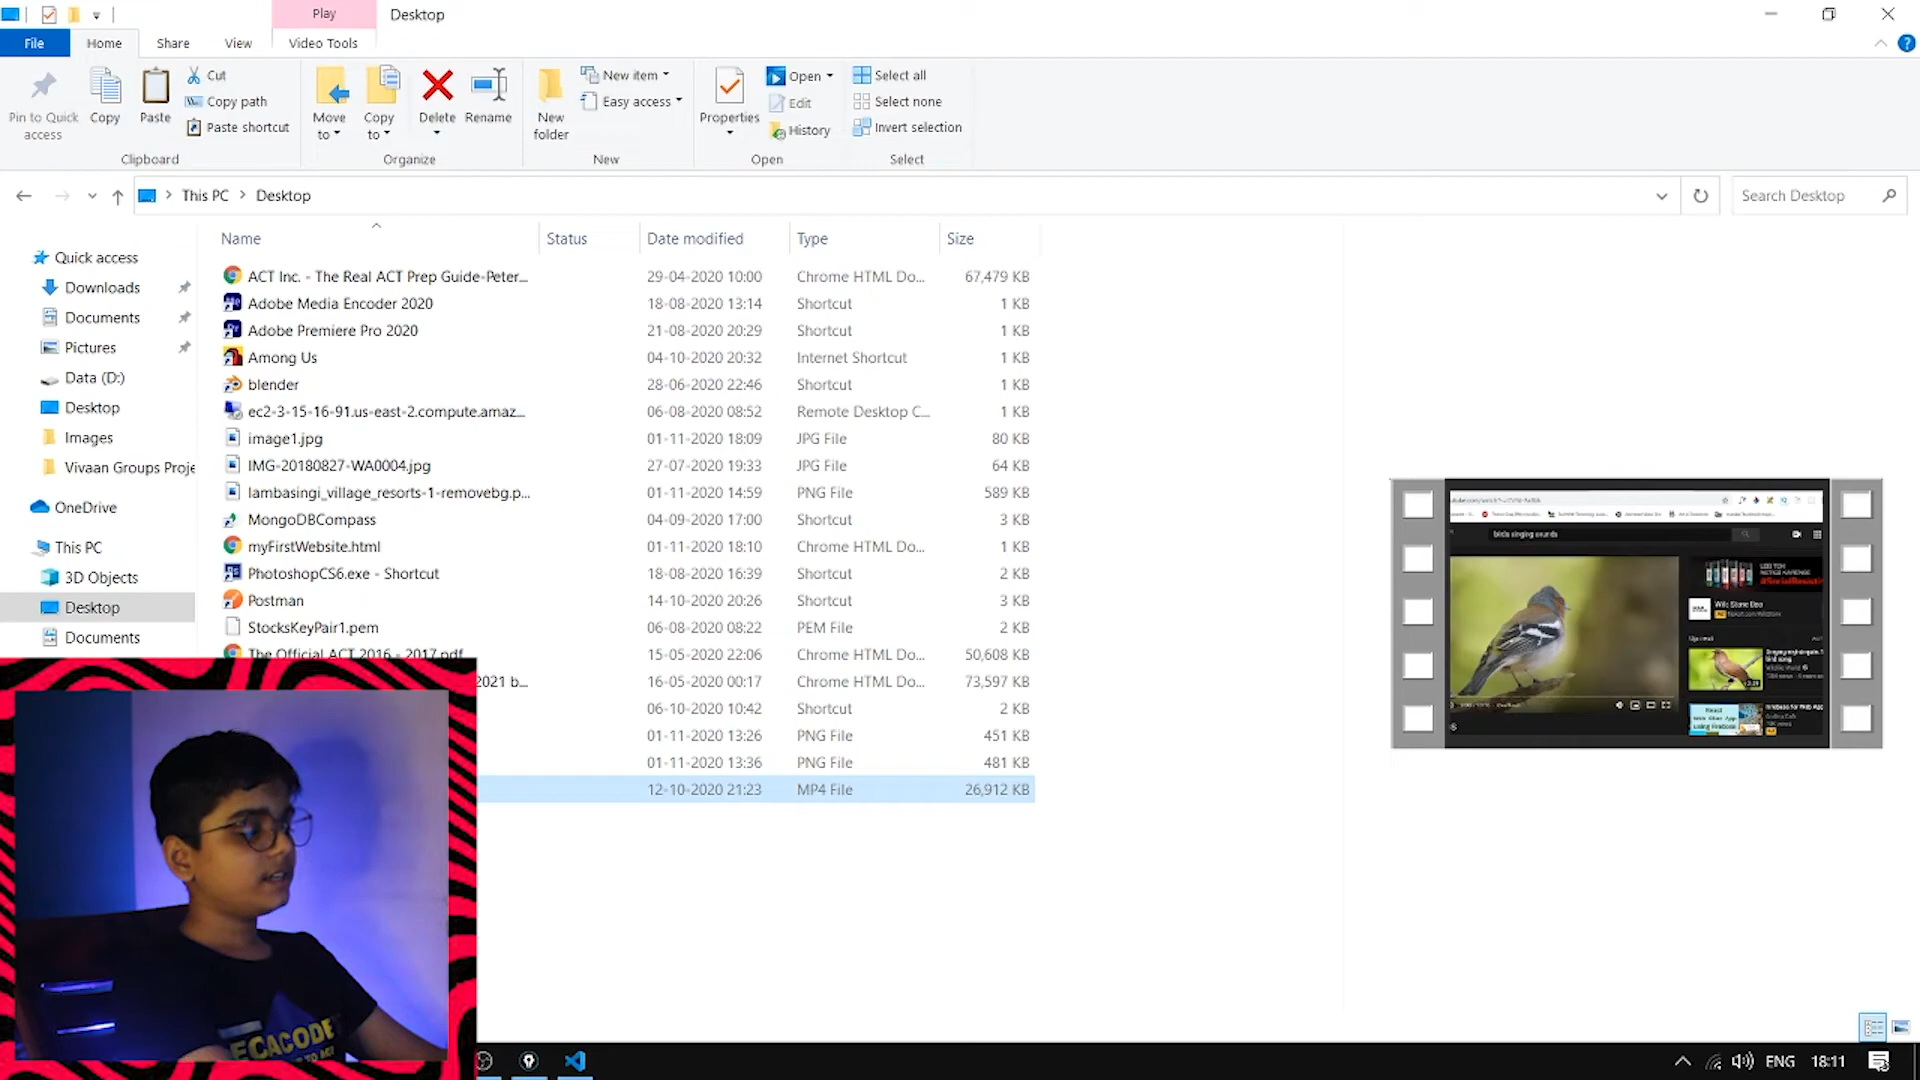 Play
Desktop
File
Home
Share
View
Video Tools
Pin to Quick access
Copy
Paste
Cut
Copy path
Paste shortcut
Clipboard
Move to
Copy to
Delete
Rename
Organize
New folder
New item
Easy access
New
Properties
Open
Edit
History
Open
Select all
Select none
Invert selection
Select
This PC
Desktop
Search Desktop
Quick access
Downloads
Documents
Pictures
Data (D:)
Desktop
Images
Vivaan Groups Proje
OneDrive
This PC
3D Objects
Desktop
Documents
Name Status Date modified Type Size
ACT Inc. - The Real ACT Prep Guide-Peter... 29-04-2020 10:00 Chrome HTML Do... 67,479 KB
Adobe Media Encoder 2020 18-08-2020 13:14 Shortcut 1 KB
Adobe Premiere Pro 2020 21-08-2020 20:29 Shortcut 1 KB
Among Us 04-10-2020 20:32 Internet Shortcut 1 KB
blender 28-06-2020 22:46 Shortcut 1 KB
ec2-3-15-16-91.us-east-2.compute.amaz... 06-08-2020 08:52 Remote Desktop C... 1 KB
image1.jpg 01-11-2020 18:09 JPG File 80 KB
IMG-20180827-WA0004.jpg 27-07-2020 19:33 JPG File 64 KB
lambasingi_village_resorts-1-removebg.p... 01-11-2020 14:59 PNG File 589 KB
MongoDBCompass 04-09-2020 17:00 Shortcut 3 KB
myFirstWebsite.html 01-11-2020 18:10 Chrome HTML Do... 1 KB
PhotoshopCS6.exe - Shortcut 18-08-2020 16:39 Shortcut 2 KB
Postman 14-10-2020 20:26 Shortcut 3 KB
StocksKeyPair1.pem 06-08-2020 08:22 PEM File 2 KB
The Official ACT 2016 - 2017.pdf 15-05-2020 22:06 Chrome HTML Do... 50,608 KB
2021 b... 16-05-2020 00:17 Chrome HTML Do... 73,597 KB
06-10-2020 10:42 Shortcut 2 KB
01-11-2020 13:26 PNG File 451 KB
01-11-2020 13:36 PNG File 481 KB
12-10-2020 21:23 MP4 File 26,912 KB
birds singing sounds
ECACODE
ENG
18:11